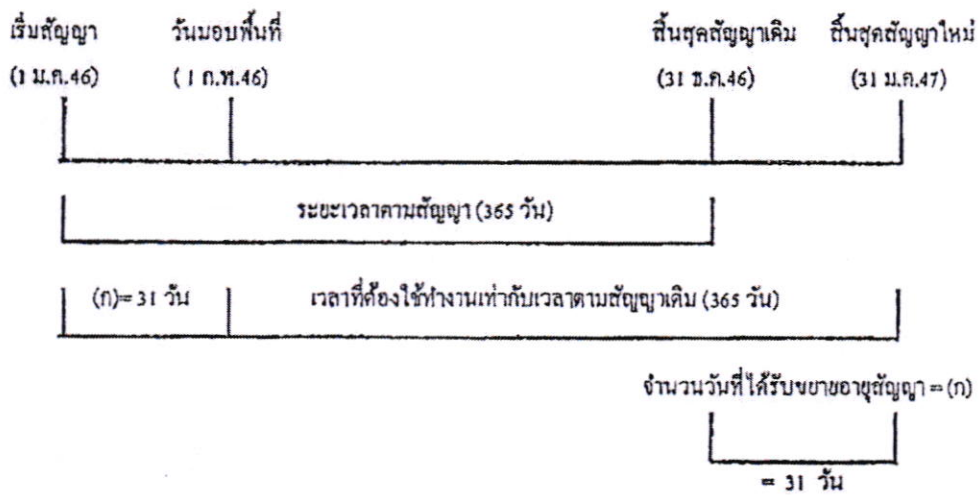 เริ่มสัญญา วันมอบพื้นที่ สิ้นสุดสัญญาเดิม สิ้นสุดสัญญาใหม่
(1 ม.ค.46) (1 ก.พ.46) (31 ธ.ค.46) (31 ม.ค.47)
ระยะเวลาตามสัญญา (365 วัน)
(ก)= 31 วัน เวลาที่ต้องใช้ทำงานเท่ากับเวลาตามสัญญาเดิม (365 วัน)
จำนวนวันที่ได้รับขยายอายุสัญญา = (ก)
= 31 วัน